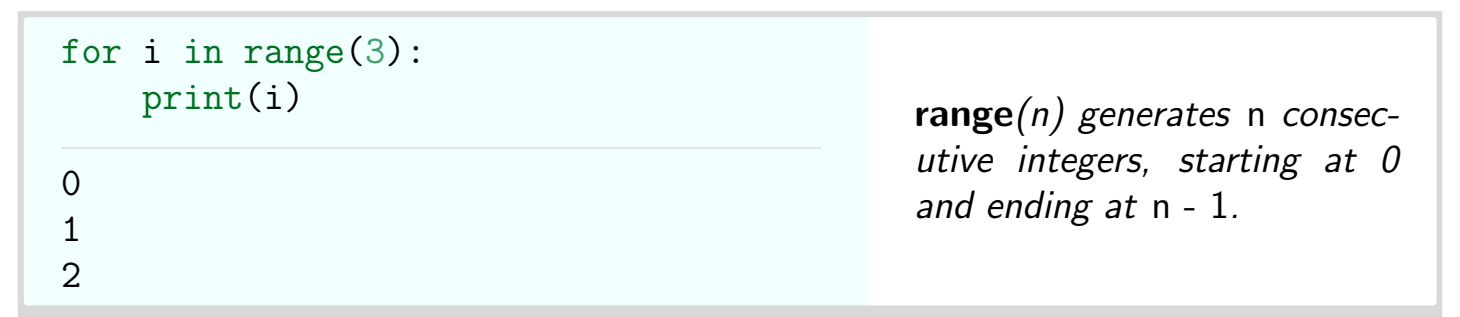 for i in range(3):
    print(i)
0
1
2
range(n) generates n consec-
utive integers, starting at 0
and ending at n - 1.